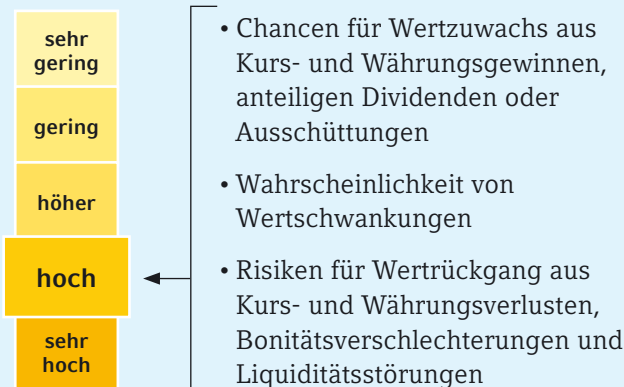 sehr
gering
gering
höher
hoch
sehr
hoch
• Chancen für Wertzuwachs aus
Kurs- und Währungsgewinnen,
anteiligen Dividenden oder
Ausschüttungen
• Wahrscheinlichkeit von
Wertschwankungen
• Risiken für Wertrückgang aus
Kurs- und Währungsverlusten,
Bonitätsverschlechterungen und
Liquiditätsstörungen